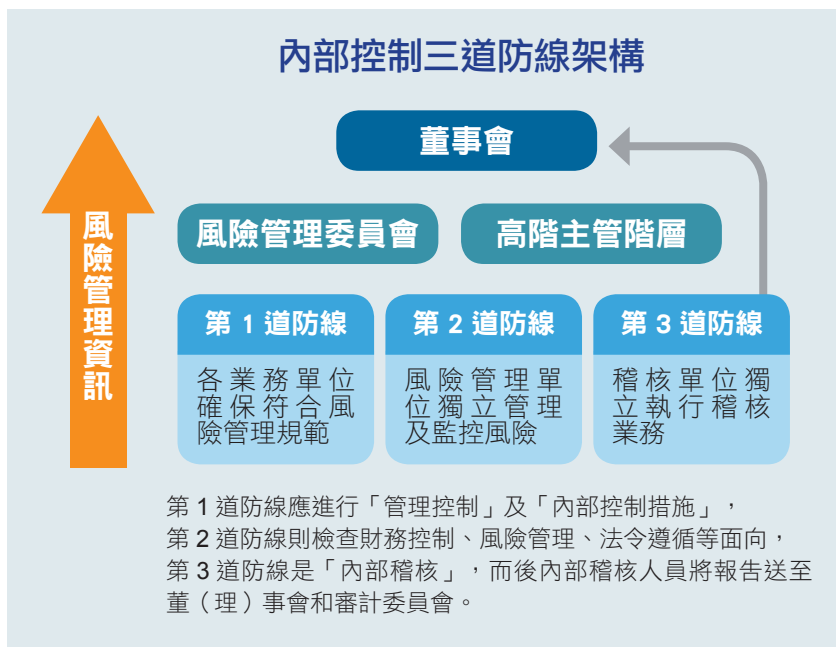 內部控制三道防線架構
董事會
風險管理資訊
風險管理委員會
高階主管階層
第 1 道防線
各業務單位
確保符合風
險管理規範
第 2 道防線
風險管理單
位獨立管理
及監控風險
第 3 道防線
稽核單位獨
立執行稽核
業務
第 1 道防線應進行「管理控制」及「內部控制措施」，
第 2 道防線則檢查財務控制、風險管理、法令遵循等面向，
第 3 道防線是「內部稽核」，而後內部稽核人員將報告送至
董（理）事會和審計委員會。